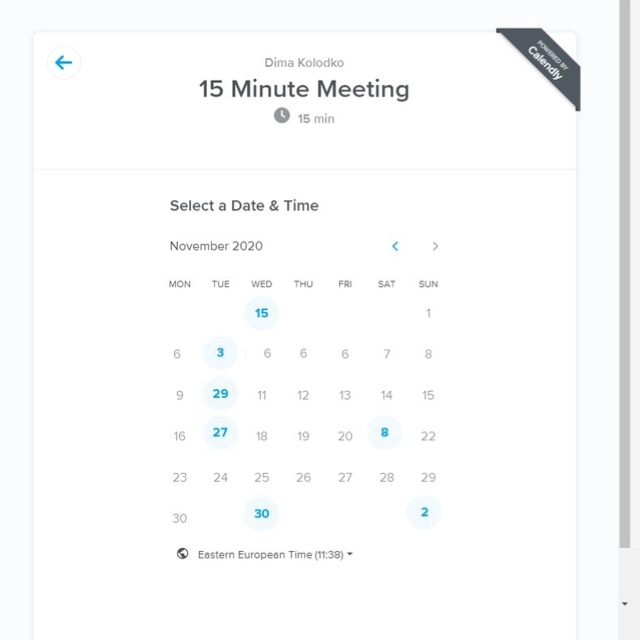 POWERED BY
Calendly
Dima Kolodko
15 Minute Meeting
15 min
Select a Date & Time
November 2020
MON TUE WED THU FRI SAT SUN
15 1
6 3 6 6 6 7 8
9 29 11 12 13 14 15
16 27 18 19 20 8 22
23 24 25 26 27 28 29
30 30 2
Eastern European Time (11:38)